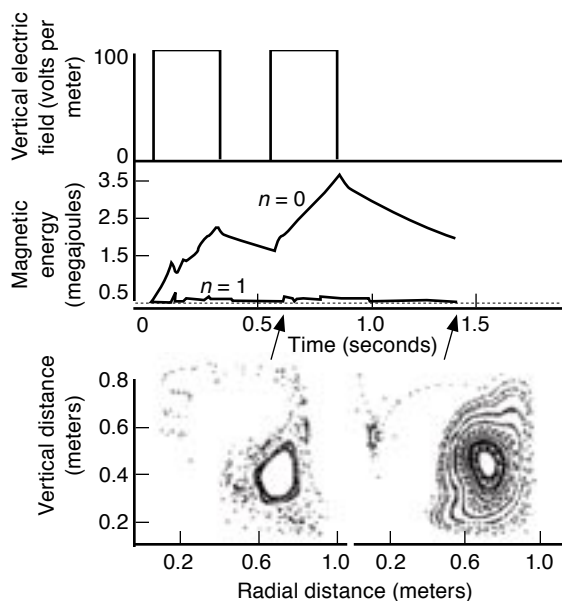 Vertical electric
field (volts per
meter)
100
0
Magnetic
energy
(megajoules)
3.5
2.5
1.5
0.5
n = 0
n = 1
0
0.5
1.0
1.5
Time (seconds)
Vertical distance
(meters)
0.8
0.6
0.4
0.2
0.2
0.6
1.0
0.2
0.6
1.0
Radial distance (meters)